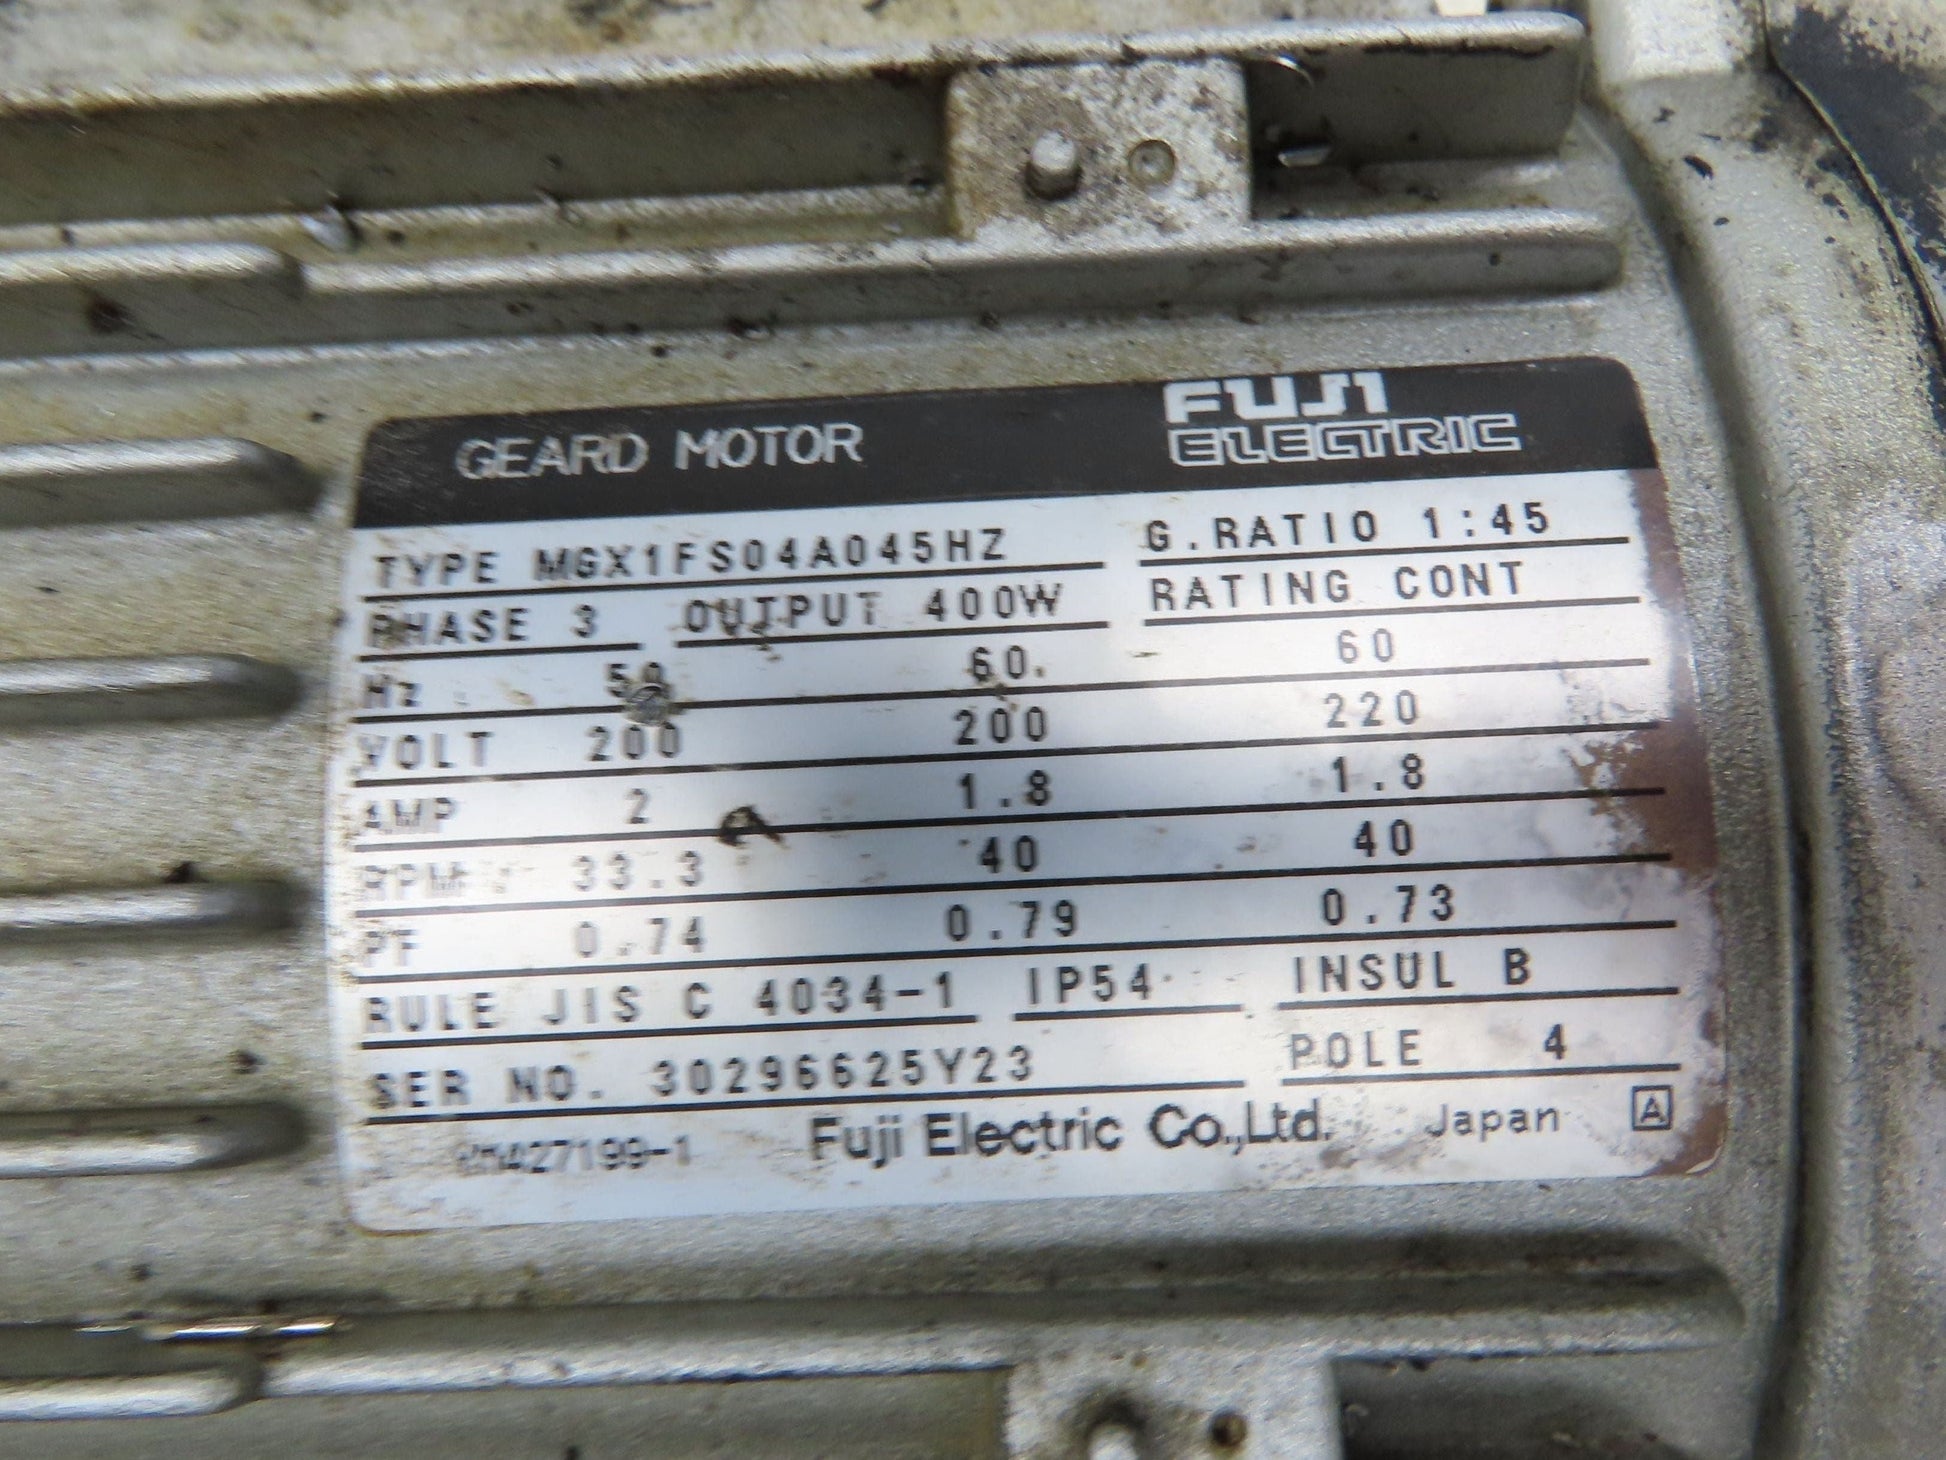 GEARD MOTOR
FUJI
ELECTRIC
TYPE MGX1FS04A045HZ G.RATIO 1:45
PHASE 3 OUTPUT 400W RATING CONT
Hz 50 60 60
VOLT 200 200 220
AMP 2 1.8 1.8
RPM 33.3 40 40
PF 0.74 0.79 0.73
RULE JIS C 4034-1 IP54 INSUL B
SER NO. 30296625Y23 POLE 4
Fuji Electric Co.,Ltd. Japan A